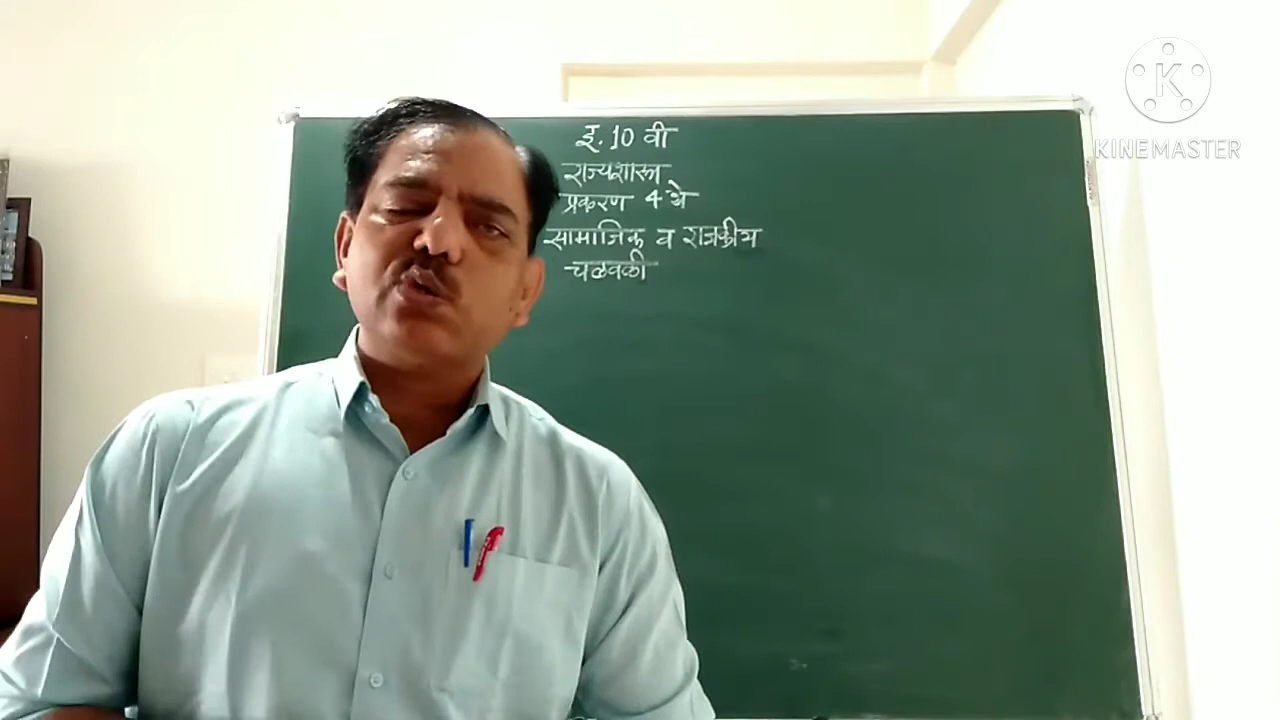 इ. 10 वी
राज्यशास्त्र
प्रकरण 4 थे
सामाजिक व राजकीय
चळवळी
K
KINEMASTER